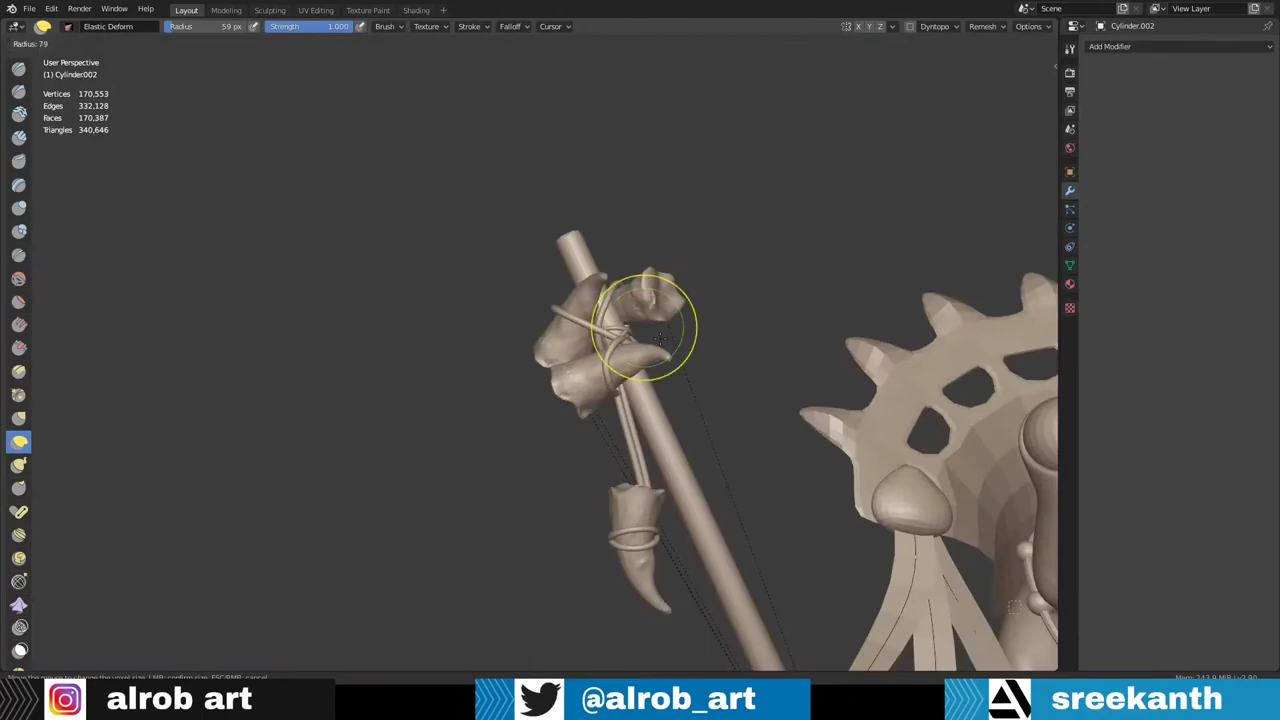 File Edit Render Window Help Layout Modeling Sculpting UV Editing Texture Paint Shading + Scene View Layer
Elastic Deform Radius 59 px Strength 1.000 Brush Texture Stroke Falloff Cursor X Y Z Dyntopo Remesh Options Cylinder.002
Radius: 79
Add Modifier
User Perspective
(1) Cylinder.002
Vertices 170,553
Edges 332,128
Faces 170,387
Triangles 340,646
alrob art @alrob_art sreekanth